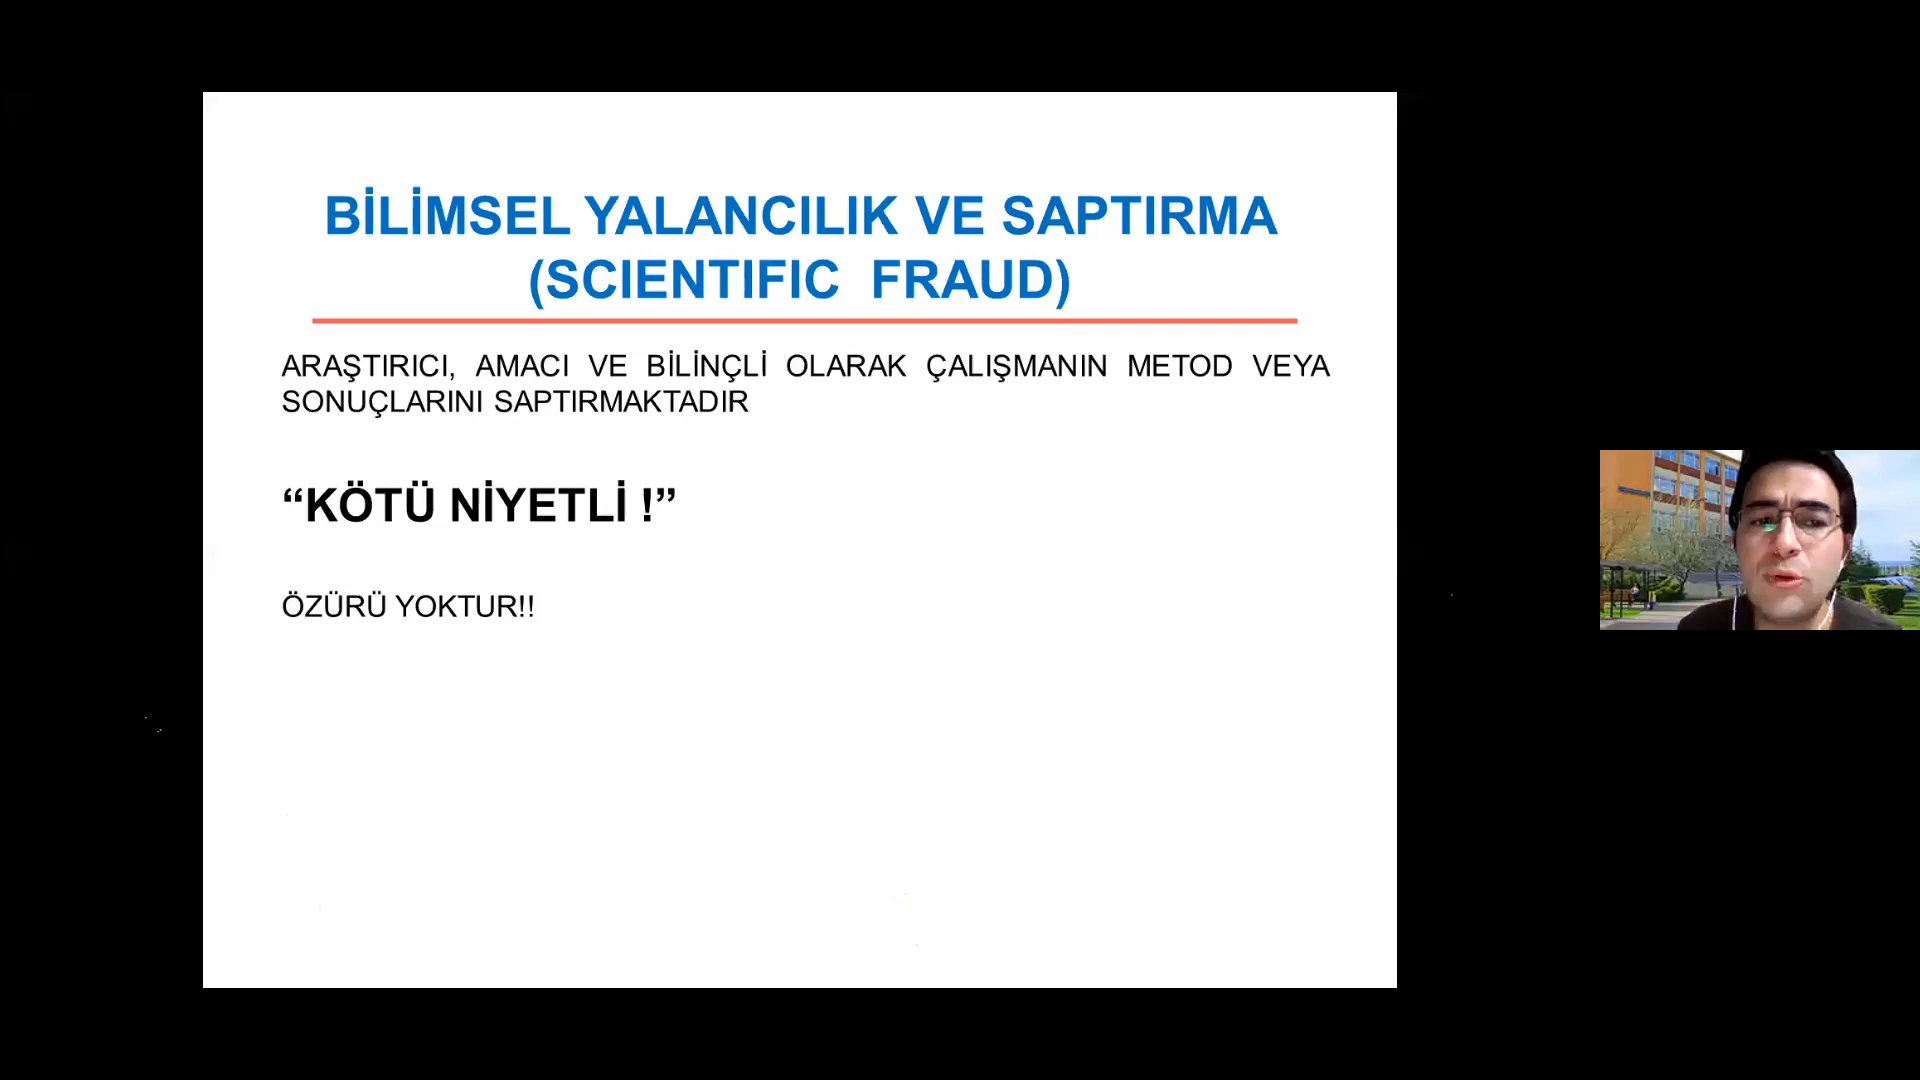 BİLİMSEL YALANCILIK VE SAPTIRMA
(SCIENTIFIC FRAUD)
ARAŞTIRICI, AMACI VE BİLİNÇLİ OLARAK ÇALIŞMANIN METOD VEYA
SONUÇLARINI SAPTIRMAKTADIR
“KÖTÜ NİYETLİ !”
ÖZÜRÜ YOKTUR!!